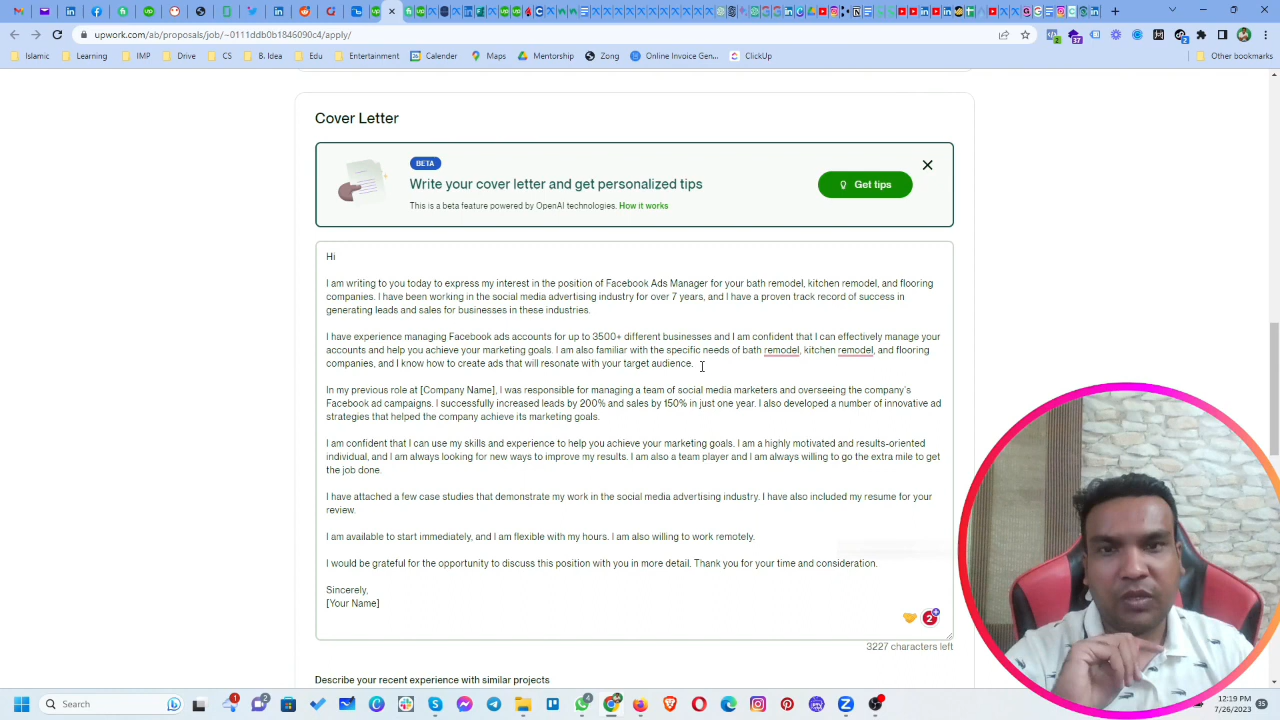 upwork.com/ab/proposals/job/~0111ddb0b1846090c4/apply/
Islamic
Learning
IMP
Drive
CS
B. Idea
Edu
Entertainment
Calender
Maps
Mentorship
Zong
Online Invoice Gen...
ClickUp
Other bookmarks
Cover Letter
BETA
Write your cover letter and get personalized tips
This is a beta feature powered by OpenAI technologies. How it works
Get tips
Hi
I am writing to you today to express my interest in the position of Facebook Ads Manager for your bath remodel, kitchen remodel, and flooring
companies. I have been working in the social media advertising industry for over 7 years, and I have a proven track record of success in
generating leads and sales for businesses in these industries.
I have experience managing Facebook ads accounts for up to 3500+ different businesses and I am confident that I can effectively manage your
accounts and help you achieve your marketing goals. I am also familiar with the specific needs of bath remodel, kitchen remodel, and flooring
companies, and I know how to create ads that will resonate with your target audience.
In my previous role at [Company Name], I was responsible for managing a team of social media marketers and overseeing the company's
Facebook ad campaigns. I successfully increased leads by 200% and sales by 150% in just one year. I also developed a number of innovative ad
strategies that helped the company achieve its marketing goals.
I am confident that I can use my skills and experience to help you achieve your marketing goals. I am a highly motivated and results-oriented
individual, and I am always looking for new ways to improve my results. I am also a team player and I am always willing to go the extra mile to get
the job done.
I have attached a few case studies that demonstrate my work in the social media advertising industry. I have also included my resume for your
review.
I am available to start immediately, and I am flexible with my hours. I am also willing to work remotely.
I would be grateful for the opportunity to discuss this position with you in more detail. Thank you for your time and consideration.
Sincerely,
[Your Name]
2
3227 characters left
Describe your recent experience with similar projects
Search
12:19 PM
7/26/2023
35